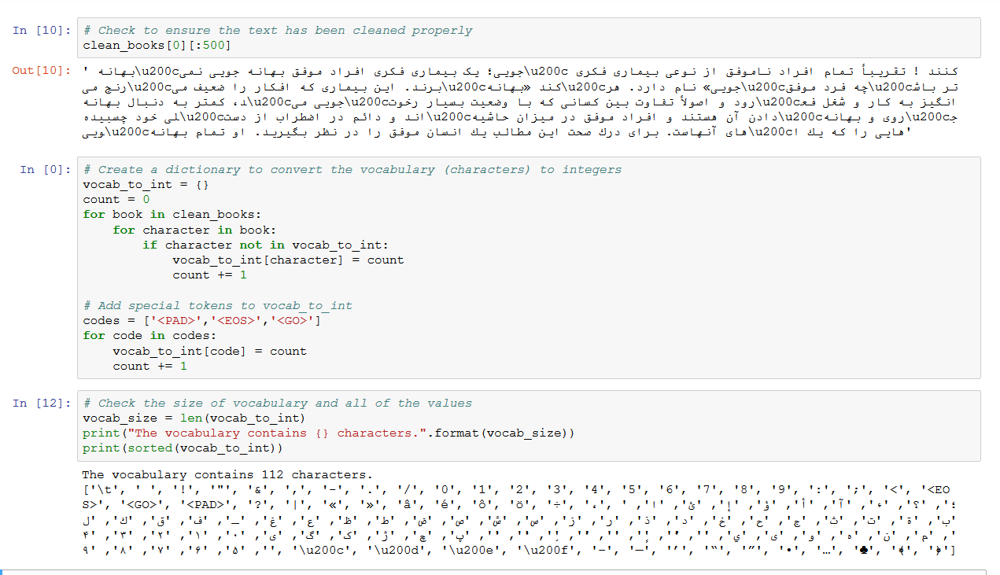 In [10]: # Check to ensure the text has been cleaned properly
clean_books[0][:500]
Out[10]: ' بهانه\u200cجویی؛ یک بیماری فکری افراد موفق بهانه جویی نمی\u200cکنند ! تقریباً تمام افراد ناموفق از نوعی بیماری فکری
رنج می\u200cبرند. این بیماری که افکار را ضعیف می\u200cکند «بهانه\u200cجویی» نام دارد. هر\u200cچه فرد موفق\u200cتر باش
د، کمتر به دنبال بهانه\u200cجویی می\u200cرود و اصولاً تفاوت بین کسانی که با وضعیت بسیار رخوت\u200cانگیز به کار و شغل فع
لی خود چسبیده\u200cاند و دائم در اضطراب از دست\u200cدادن آن هستند و افراد موفق در میزان حاشیه\u200cروی و بهانه\u200cج
ویی\u200cهای آنهاست. برای درك صحت این مطالب یك انسان موفق را در نظر بگیرید. او تمام بهانه\u200cهایی را که یك ا'
In [0]: # Create a dictionary to convert the vocabulary (characters) to integers
vocab_to_int = {}
count = 0
for book in clean_books:
    for character in book:
        if character not in vocab_to_int:
            vocab_to_int[character] = count
            count += 1
# Add special tokens to vocab_to_int
codes = ['<PAD>','<EOS>','<GO>']
for code in codes:
    vocab_to_int[code] = count
    count += 1
In [12]: # Check the size of vocabulary and all of the values
vocab_size = len(vocab_to_int)
print("The vocabulary contains {} characters.".format(vocab_size))
print(sorted(vocab_to_int))
The vocabulary contains 112 characters.
['\t', ' ', '!', '"', '&', ',', '-', '.', '/', '0', '1', '2', '3', '4', '5', '6', '7', '8', '9', ':', ';', '<', '<EO
S>', '<GO>', '<PAD>', '?', '|', '«', '»', 'â', 'é', 'ô', 'ö', '÷', '،', '؛', '؟', 'ء', 'آ', 'أ', 'ؤ', 'إ', 'ئ', 'ا', '
ب', 'ة', 'ت', 'ث', 'ج', 'ح', 'خ', 'د', 'ذ', 'ر', 'ز', 'س', 'ش', 'ص', 'ض', 'ط', 'ظ', 'ع', 'غ', 'ـ', 'ف', 'ق', 'ك', 'ل
', 'م', 'ن', 'ه', 'و', 'ى', 'ي', 'پ', 'چ', 'ژ', 'ک', 'گ', 'ی', '۰', '۱', '۲', '۳', '۴
', '۵', '۶', '۷', '۸', '۹', '\u200c', '\u200d', '\u200e', '\u200f', '–', '—', '’', '“', '”', '•', '…', '♣', '﴾', '﴿']